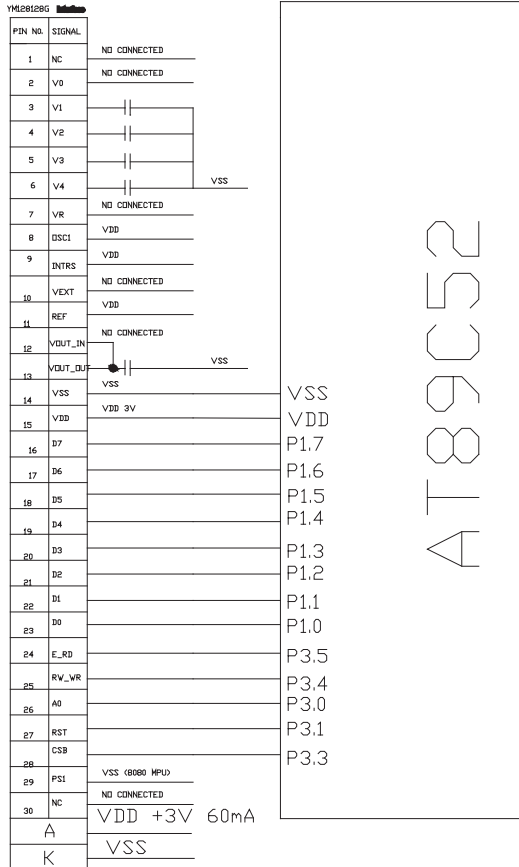 YM128128G
PIN NO. SIGNAL
1 NC NO CONNECTED
2 V0 NO CONNECTED
3 V1
4 V2
5 V3
6 V4 VSS
7 VR NO CONNECTED
8 OSC1 VDD
9 INTRS VDD
10 VEXT NO CONNECTED
11 REF VDD
12 VOUT_IN NO CONNECTED
13 VOUT_OUT VSS
14 VSS VSS VSS
15 VDD VDD 3V VDD
16 D7 P1.7
17 D6 P1.6
18 D5 P1.5
19 D4 P1.4
20 D3 P1.3
21 D2 P1.2
22 D1 P1.1
23 D0 P1.0
24 E_RD P3.5
25 RW_WR P3.4
26 A0 P3.0
27 RST P3.1
28 CSB P3.3
29 PS1 VSS (8080 MPU)
30 NC NO CONNECTED
A VDD +3V 60mA
K VSS
AT89C52